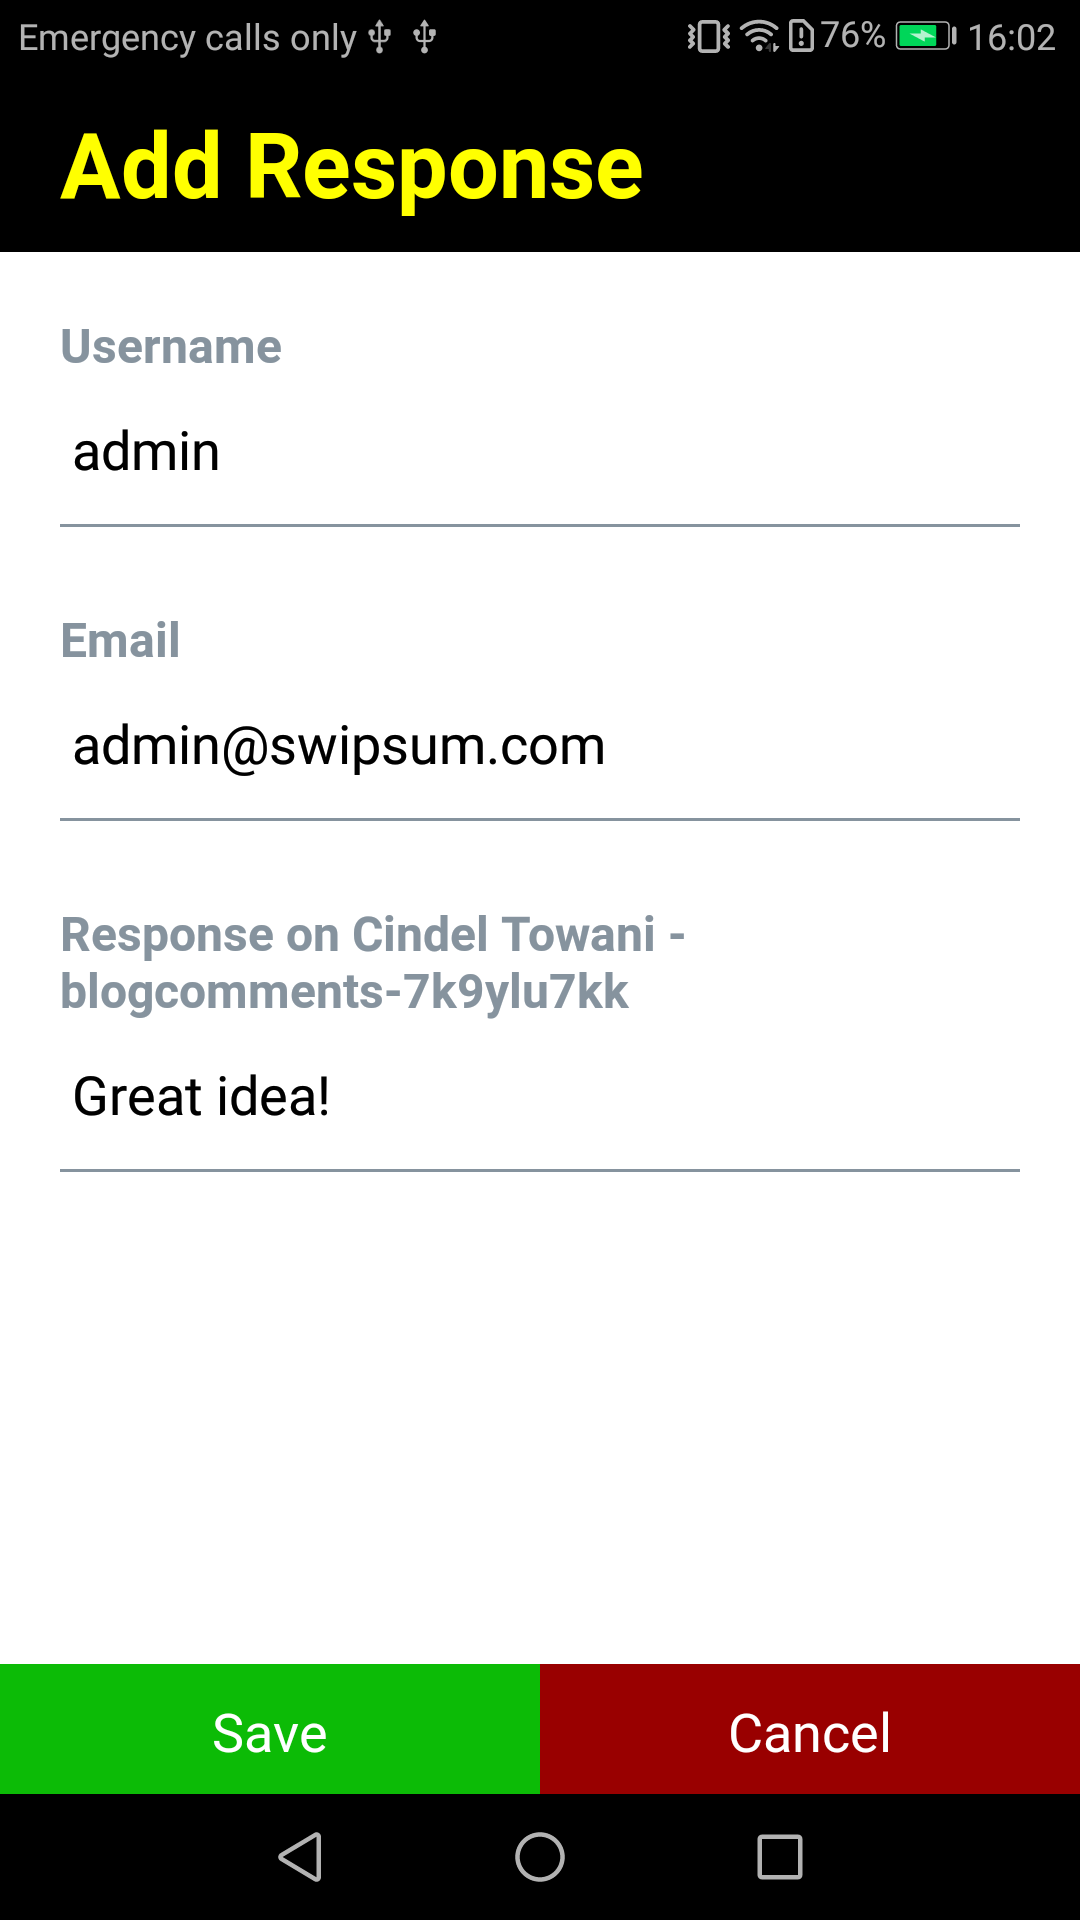 Emergency calls only 76% 16:02
Add Response
Username
admin
Email
admin@swipsum.com
Response on Cindel Towani -
blogcomments-7k9ylu7kk
Great idea!
Save Cancel